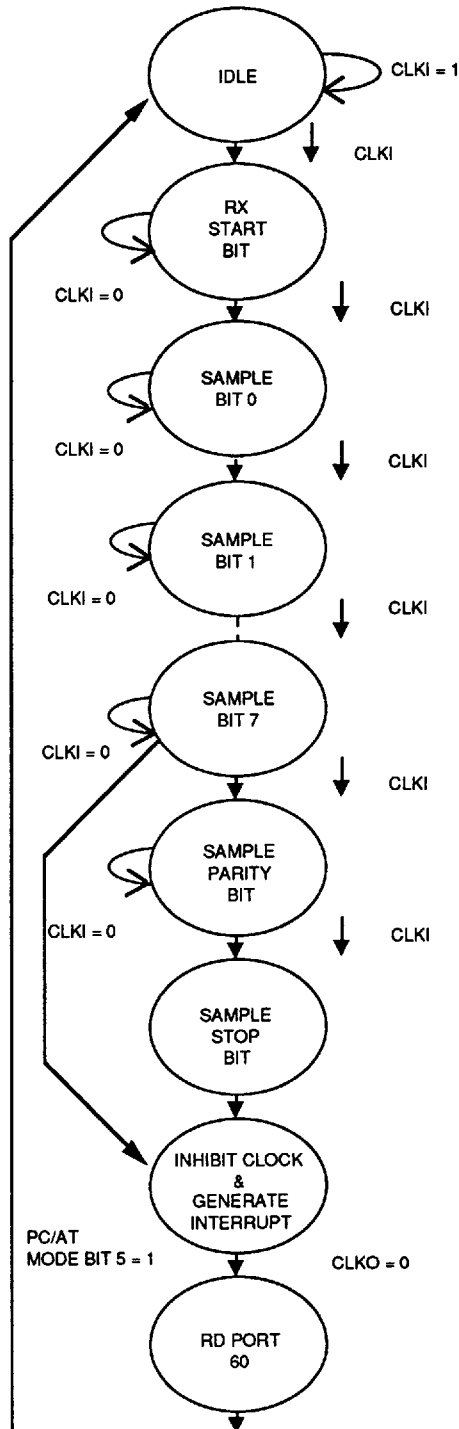 IDLE
CLKI = 1
CLKI
RX
START
BIT
CLKI = 0
CLKI
SAMPLE
BIT 0
CLKI = 0
CLKI
SAMPLE
BIT 1
CLKI = 0
CLKI
SAMPLE
BIT 7
CLKI = 0
CLKI
SAMPLE
PARITY
BIT
CLKI = 0
CLKI
SAMPLE
STOP
BIT
INHIBIT CLOCK
&
GENERATE
INTERRUPT
PC/AT
MODE BIT 5 = 1
CLKO = 0
RD PORT
60